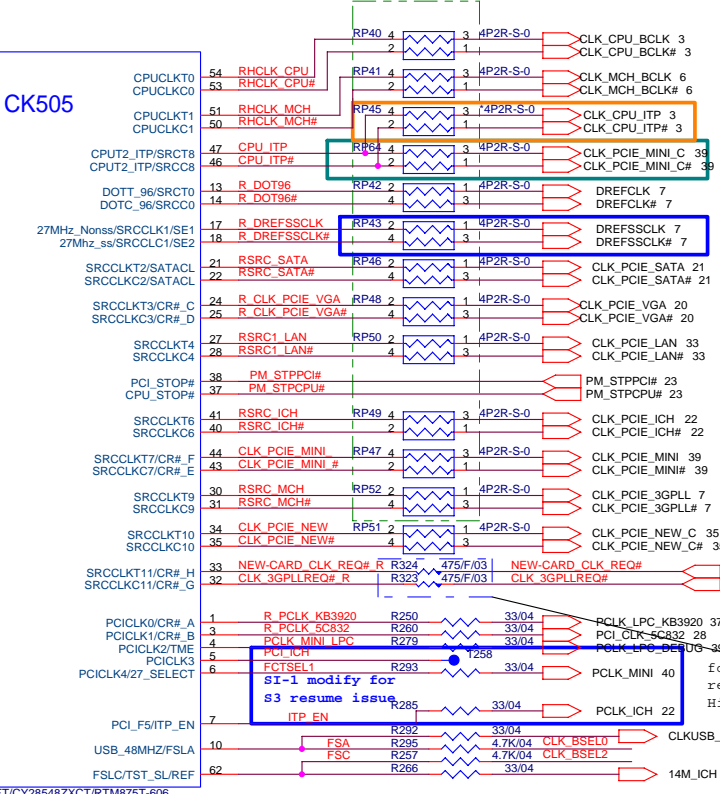 CK505
CPUCLKT0 54 RHCLK_CPU RP40 4 3 4P2R-S-0 CLK_CPU_BCLK 3
CPUCLKC0 53 RHCLK_CPU# 2 1 CLK_CPU_BCLK# 3
CPUCLKT1 51 RHCLK_MCH RP41 4 3 4P2R-S-0 CLK_MCH_BCLK 6
CPUCLKC1 50 RHCLK_MCH# 2 1 CLK_MCH_BCLK# 6
RP45 4 3 *4P2R-S-0 CLK_CPU_ITP 3
2 1 CLK_CPU_ITP# 3
CPUT2_ITP/SRCT8 47 CPU_ITP RP64 4 3 4P2R-S-0 CLK_PCIE_MINI_C 39
CPUT2_ITP/SRCC8 46 CPU_ITP# 2 1 CLK_PCIE_MINI_C# 39
DOTT_96/SRCT0 13 R_DOT96 RP42 2 1 4P2R-S-0 DREFCLK 7
DOTC_96/SRCC0 14 R_DOT96# 4 3 DREFCLK# 7
27MHz_Nonss/SRCCLK1/SE1 17 R_DREFSSCLK RP43 2 1 4P2R-S-0 DREFSSCLK 7
27Mhz_ss/SRCCLC1/SE2 18 R_DREFSSCLK# 4 3 DREFSSCLK# 7
SRCCLKT2/SATACL 21 RSRC_SATA RP46 2 1 4P2R-S-0 CLK_PCIE_SATA 21
SRCCLKC2/SATACL 22 RSRC_SATA# 4 3 CLK_PCIE_SATA# 21
SRCCLKT3/CR#_C 24 R_CLK_PCIE_VGA RP48 2 1 4P2R-S-0 CLK_PCIE_VGA 20
SRCCLKC3/CR#_D 25 R_CLK_PCIE_VGA# 4 3 CLK_PCIE_VGA# 20
SRCCLKT4 27 RSRC1_LAN RP50 2 1 4P2R-S-0 CLK_PCIE_LAN 33
SRCCLKC4 28 RSRC1_LAN# 4 3 CLK_PCIE_LAN# 33
PCI_STOP# 38 PM_STPPCI# PM_STPPCI# 23
CPU_STOP# 37 PM_STPCPU# PM_STPCPU# 23
SRCCLKT6 41 RSRC_ICH RP49 4 3 4P2R-S-0 CLK_PCIE_ICH 22
SRCCLKC6 40 RSRC_ICH# 2 1 CLK_PCIE_ICH# 22
SRCCLKT7/CR#_F 44 CLK_PCIE_MINI_ RP47 4 3 4P2R-S-0 CLK_PCIE_MINI 39
SRCCLKC7/CR#_E 43 CLK_PCIE_MINI_# 2 1 CLK_PCIE_MINI# 39
SRCCLKT9 30 RSRC_MCH RP52 2 1 4P2R-S-0 CLK_PCIE_3GPLL 7
SRCCLKC9 31 RSRC_MCH# 4 3 CLK_PCIE_3GPLL# 7
SRCCLKT10 34 CLK_PCIE_NEW RP51 2 1 4P2R-S-0 CLK_PCIE_NEW_C 35
SRCCLKC10 35 CLK_PCIE_NEW# 4 3 CLK_PCIE_NEW_C#
SRCCLKT11/CR#_H 33 NEW-CARD_CLK_REQ#_R R324 475/F/03 NEW-CARD_CLK_REQ#
SRCCLKC11/CR#_G 32 CLK_3GPLLREQ#_R R323 475/F/03 CLK_3GPLLREQ#
PCICLK0/CR#_A 1 R_PCLK_KB3920 R250 33/04 PCLK_LPC_KB3920 37
PCICLK1/CR#_B 3 R_PCLK_5C832 R260 33/04 PCI_CLK_5C832 28
PCICLK2/TME 4 PCLK_MINI_LPC R279 33/04 PCLK_LPC_DEBUG 39
PCICLK3 5 PCI_ICH T258
PCICLK4/27_SELECT 6 FCTSEL1 R293 33/04 PCLK_MINI 40
SI-1 modify for
S3 resume issue
R285 33/04 PCLK_ICH 22
PCI_F5/ITP_EN 7 ITP_EN
R292 33/04 CLKUSB_
USB_48MHZ/FSLA 10 FSA R295 4.7K/04 CLK_BSEL0
FSC R257 4.7K/04 CLK_BSEL2
FSLC/TST_SL/REF 62 R266 33/04 14M_ICH